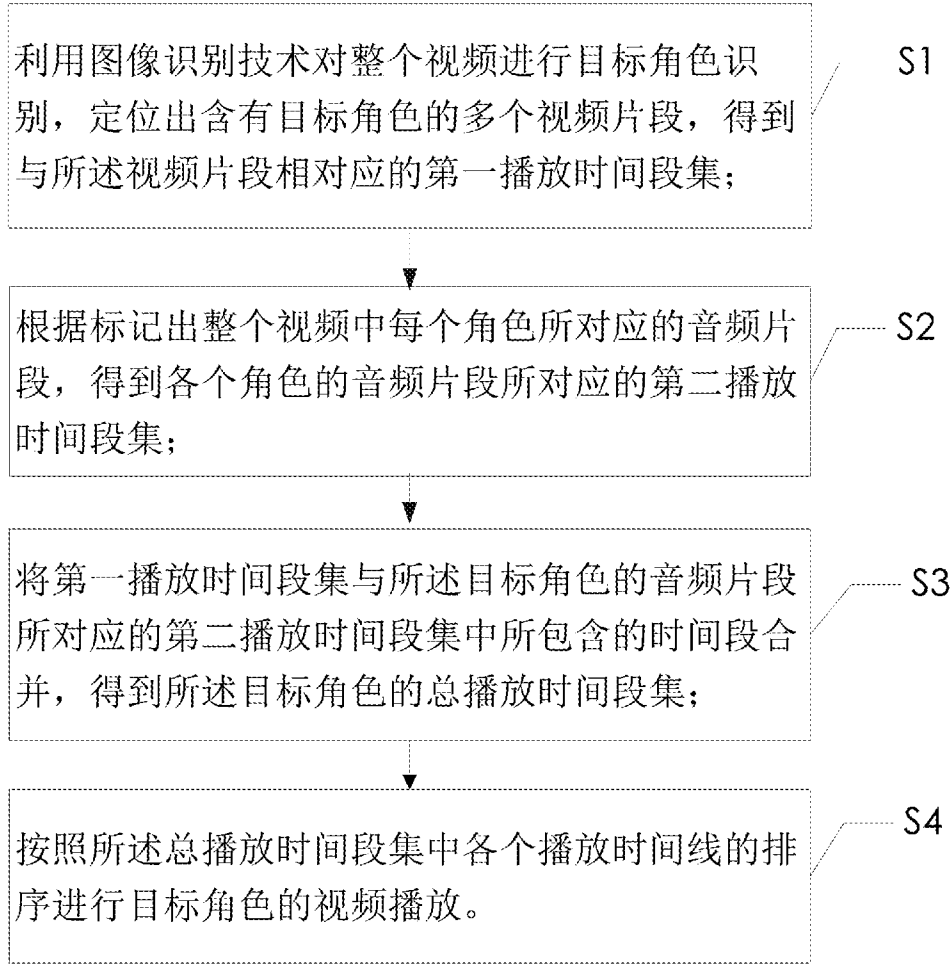 利用图像识别技术对整个视频进行目标角色识
别，定位出含有目标角色的多个视频片段，得到
与所述视频片段相对应的第一播放时间段集；
S1
根据标记出整个视频中每个角色所对应的音频片
段，得到各个角色的音频片段所对应的第二播放
时间段集；
S2
将第一播放时间段集与所述目标角色的音频片段
所对应的第二播放时间段集中所包含的时间段合
并，得到所述目标角色的总播放时间段集；
S3
按照所述总播放时间段集中各个播放时间线的排
序进行目标角色的视频播放。
S4